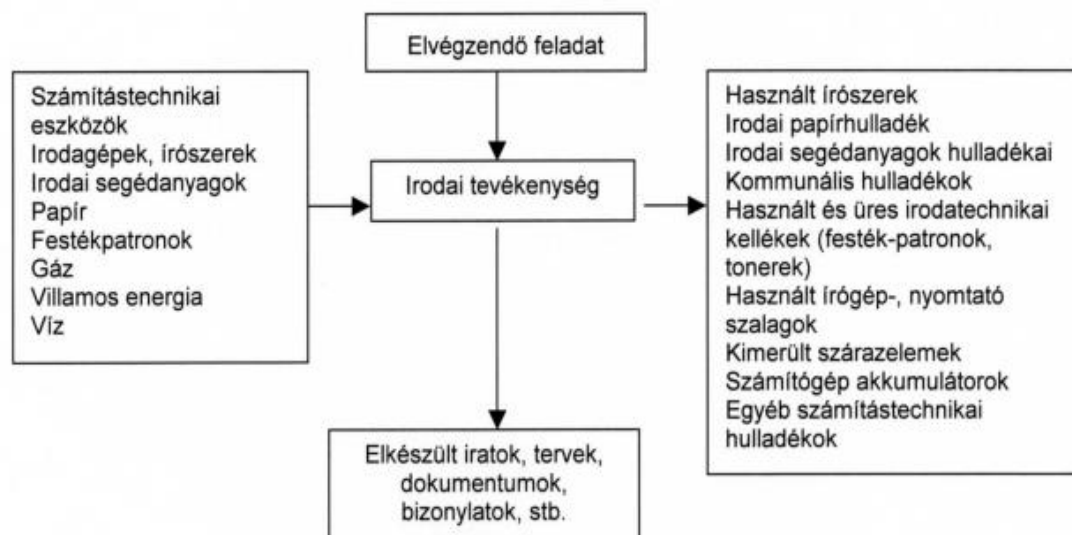 Elvégzendő feladat
Számítástechnikai
eszközök
Irodagépek, írószerek
Irodai segédanyagok
Papír
Festékpatronok
Gáz
Villamos energia
Víz
Irodai tevékenység
Használt írószerek
Irodai papírhulladék
Irodai segédanyagok hulladékai
Kommunális hulladékok
Használt és üres irodatechnikai
kellékek (festék-patronok,
tonerek)
Használt írógép-, nyomtató
szalagok
Kimerült szárazelemek
Számítógép akkumulátorok
Egyéb számítástechnikai
hulladékok
Elkészült iratok, tervek,
dokumentumok,
bizonylatok, stb.